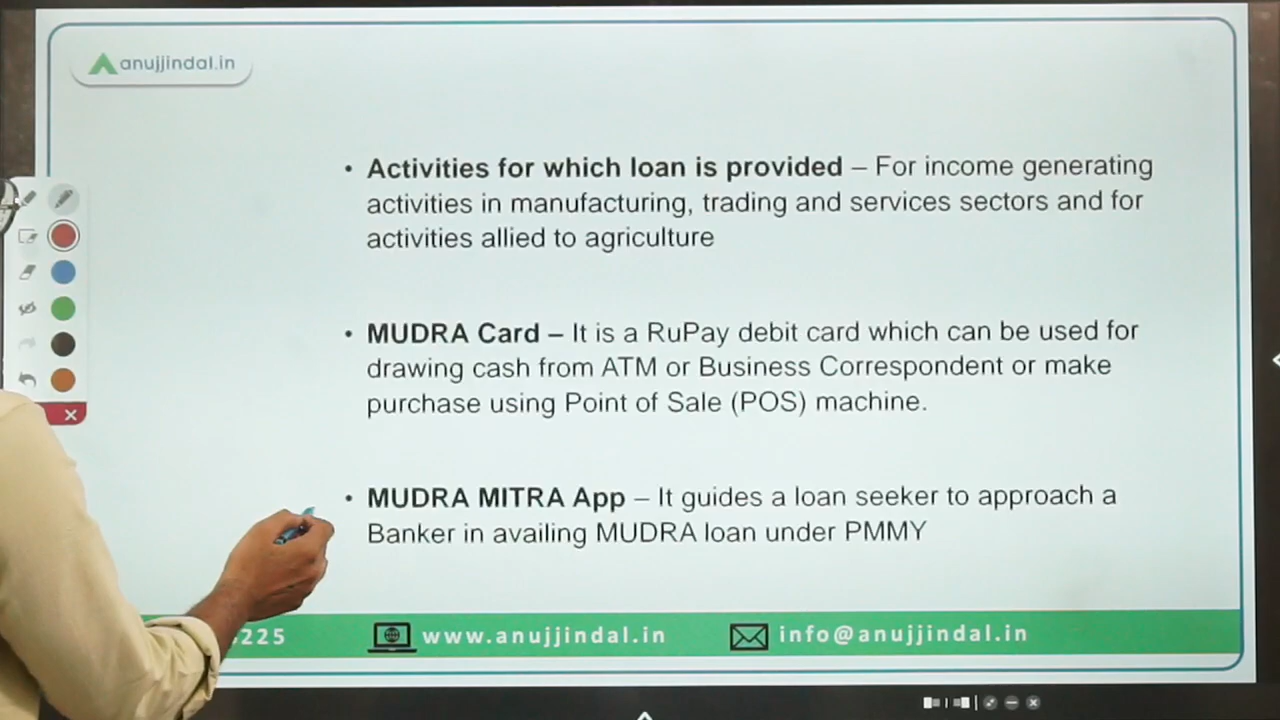 anujjindal.in
• Activities for which loan is provided – For income generating
activities in manufacturing, trading and services sectors and for
activities allied to agriculture
• MUDRA Card – It is a RuPay debit card which can be used for
drawing cash from ATM or Business Correspondent or make
purchase using Point of Sale (POS) machine.
• MUDRA MITRA App – It guides a loan seeker to approach a
Banker in availing MUDRA loan under PMMY
225 www.anujjindal.in info@anujjindal.in